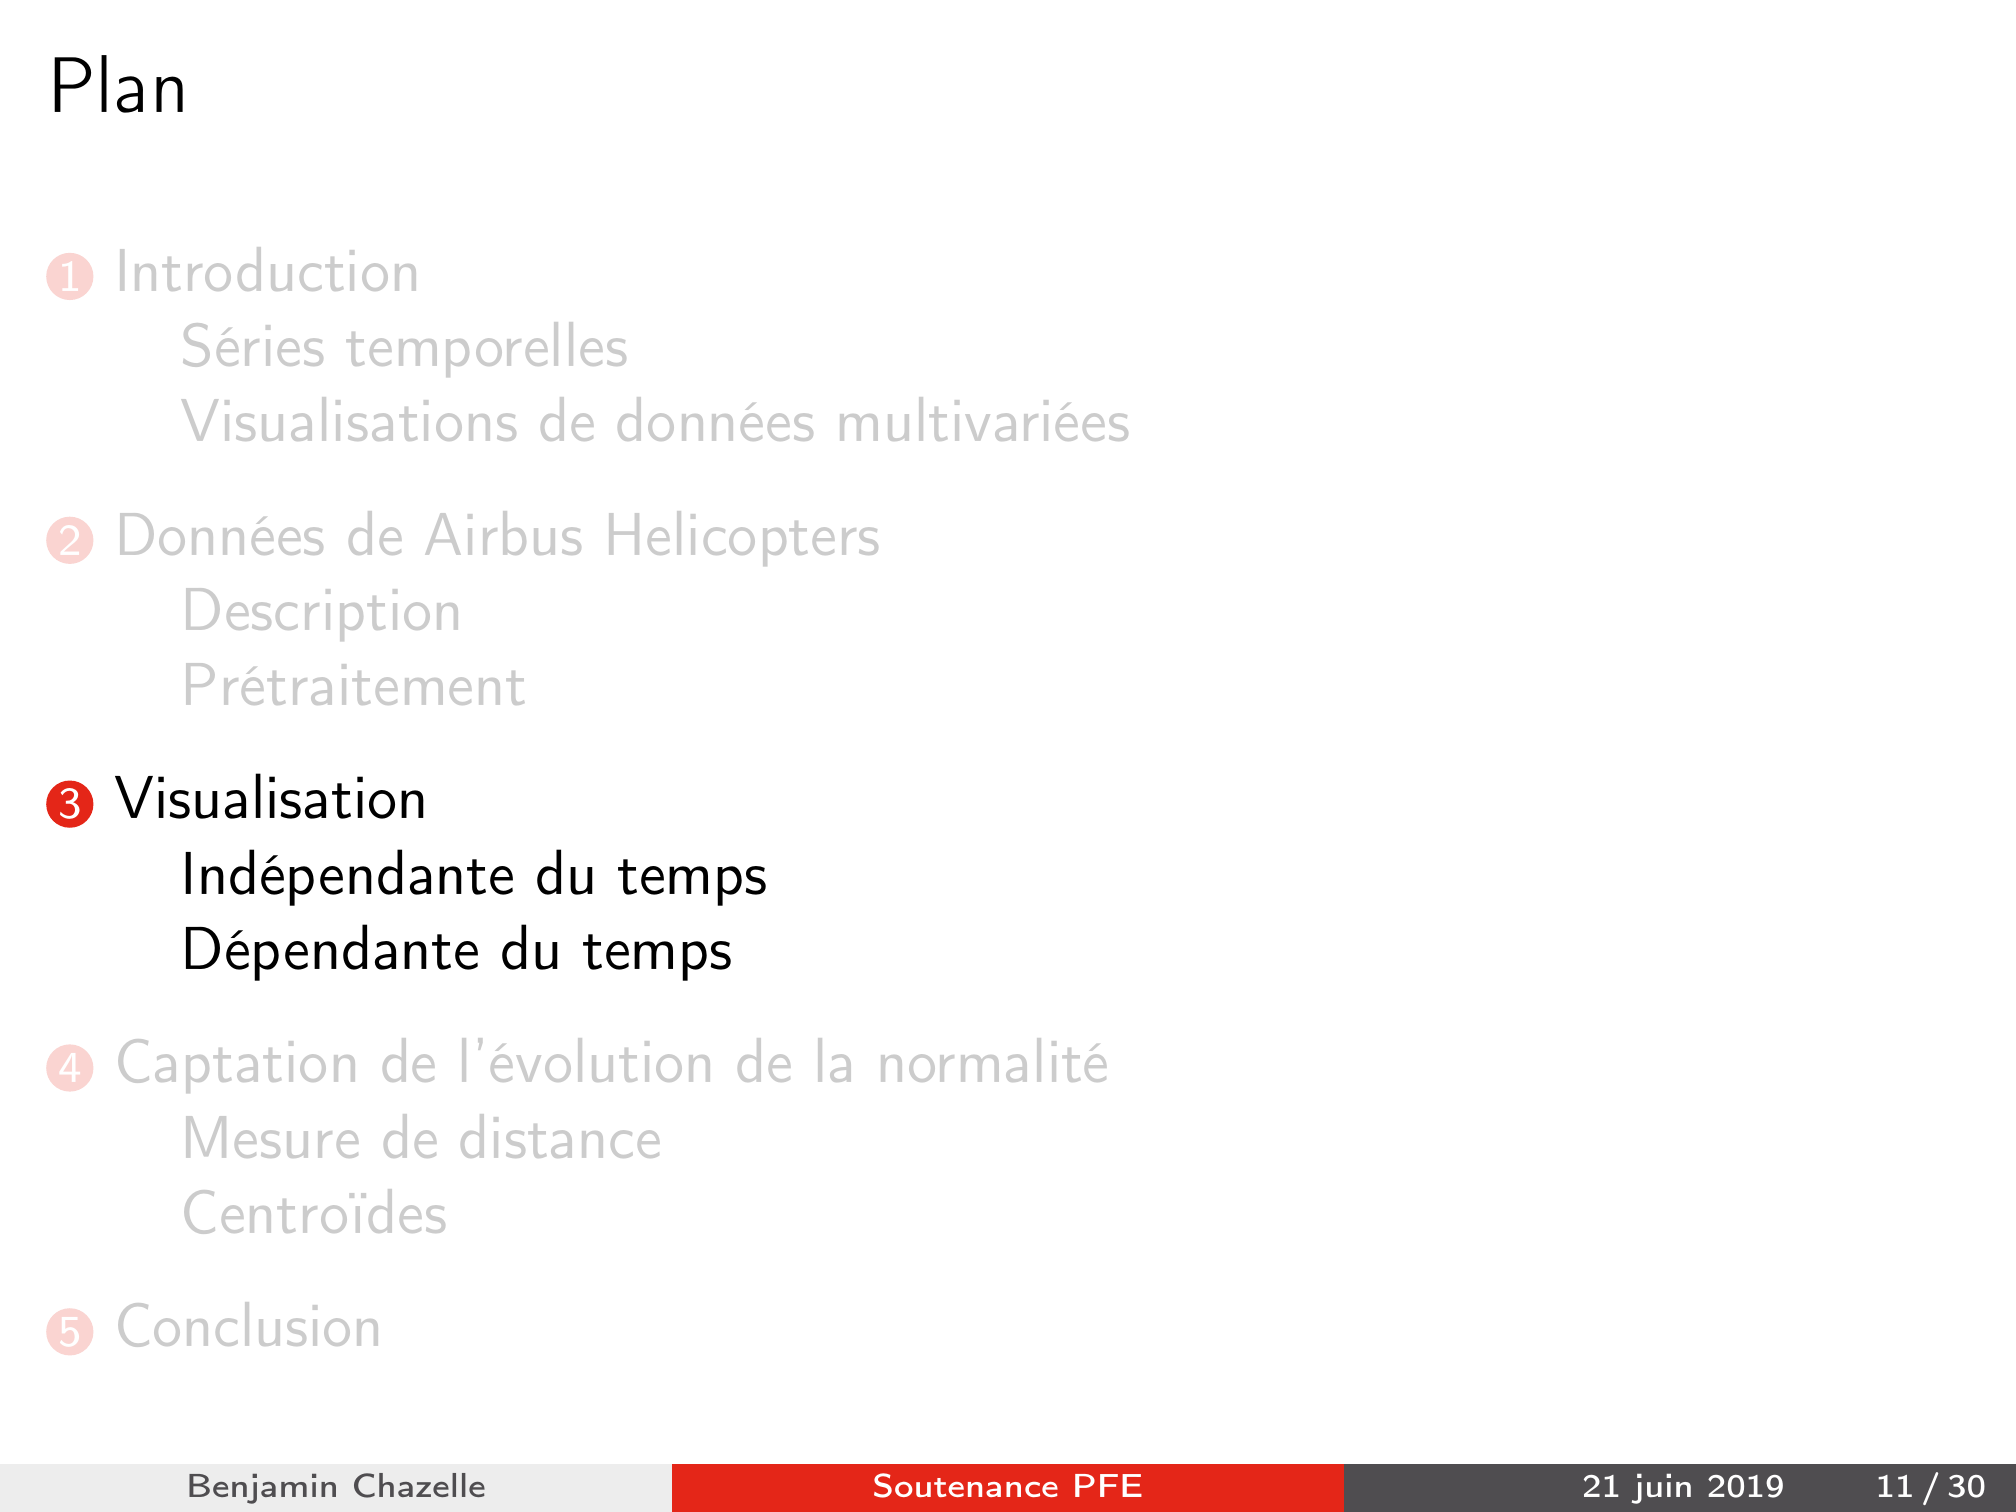 Plan
1 Introduction
Séries temporelles
Visualisations de données multivariées
2 Données de Airbus Helicopters
Description
Prétraitement
3 Visualisation
Indépendante du temps
Dépendante du temps
4 Captation de l'évolution de la normalité
Mesure de distance
Centroïdes
5 Conclusion
Benjamin Chazelle Soutenance PFE 21 juin 2019 11 / 30